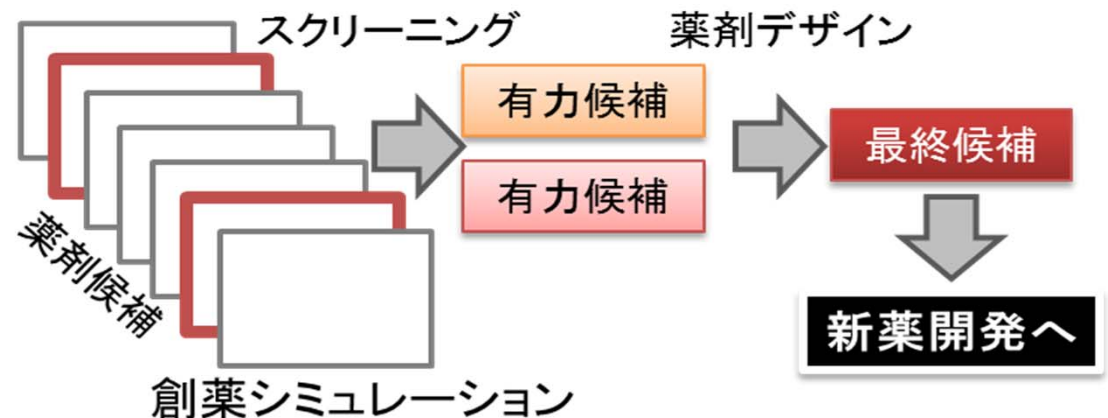 スクリーニング
薬剤デザイン
有力候補
有力候補
最終候補
薬剤候補
新薬開発へ
創薬シミュレーション